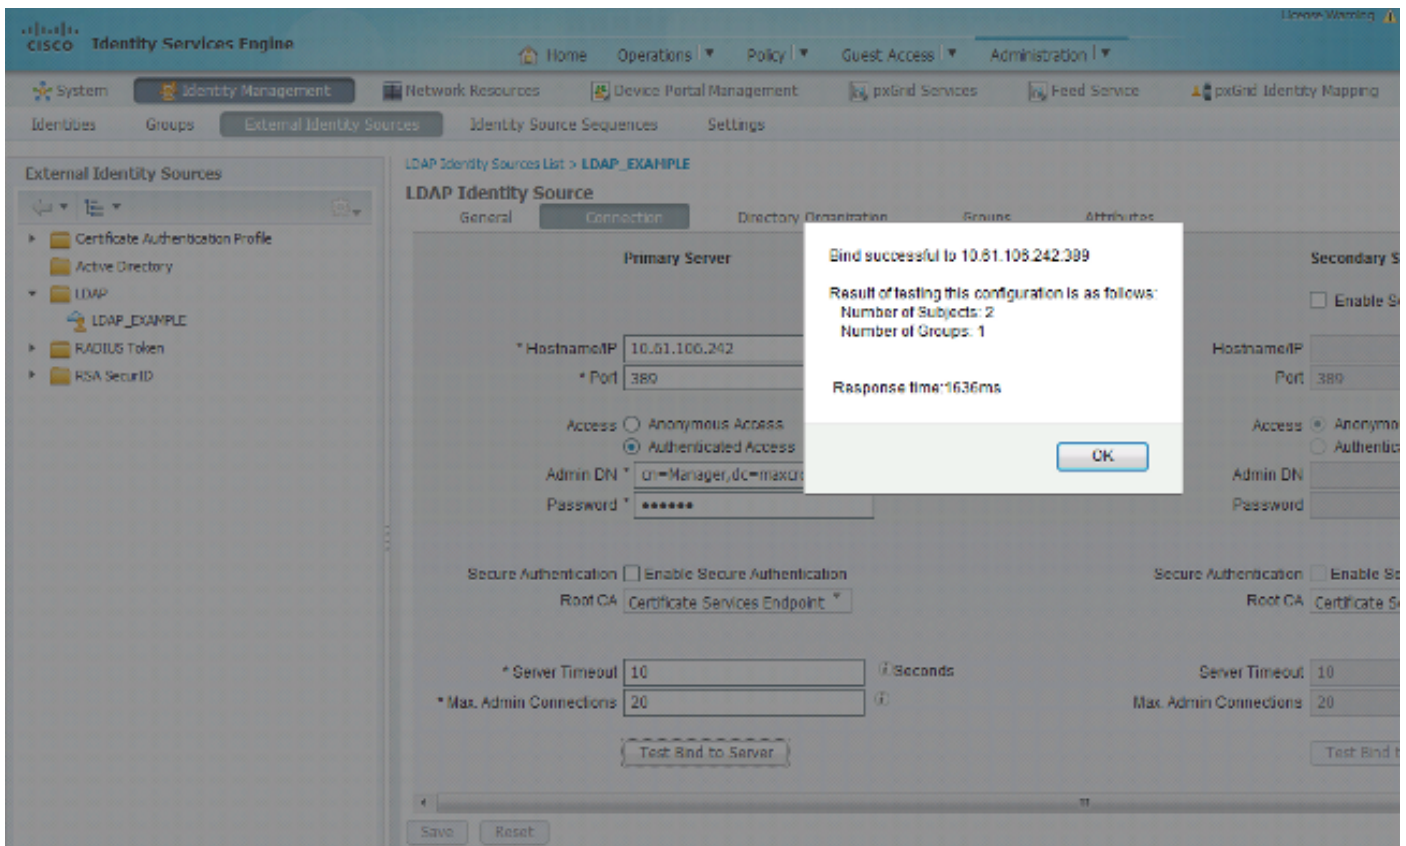 License Warning
CISCO Identity Services Engine
Home Operations Policy Guest Access Administration
System Identity Management Network Resources Device Portal Management pxGrid Services Feed Service pxGrid Identity Mapping
Identities Groups External Identity Sources Identity Source Sequences Settings
External Identity Sources
LDAP Identity Sources List > LDAP_EXAMPLE
LDAP Identity Source
General Connection Directory Organization Groups Attributes
Certificate Authentication Profile
Active Directory
LDAP
LDAP_EXAMPLE
RADIUS Token
RSA SecurID
Primary Server
Secondary S
Enable Se
* Hostname/IP 10.61.106.242
Hostname/IP
* Port 389
Port 389
Access Anonymous Access
Access Anonymo
Authenticated Access
Authentica
Admin DN * cn=Manager,dc=maxcr
Admin DN
Password * ••••••
Password
Secure Authentication Enable Secure Authentication
Secure Authentication Enable Se
Root CA Certificate Services Endpoint
Root CA Certificate S
* Server Timeout 10 Seconds
Server Timeout 10
* Max. Admin Connections 20
Max. Admin Connections 20
Test Bind to Server
Test Bind t
Save Reset
Bind successful to 10.61.106.242:389
Result of testing this configuration is as follows:
Number of Subjects: 2
Number of Groups: 1
Response time:1636ms
OK